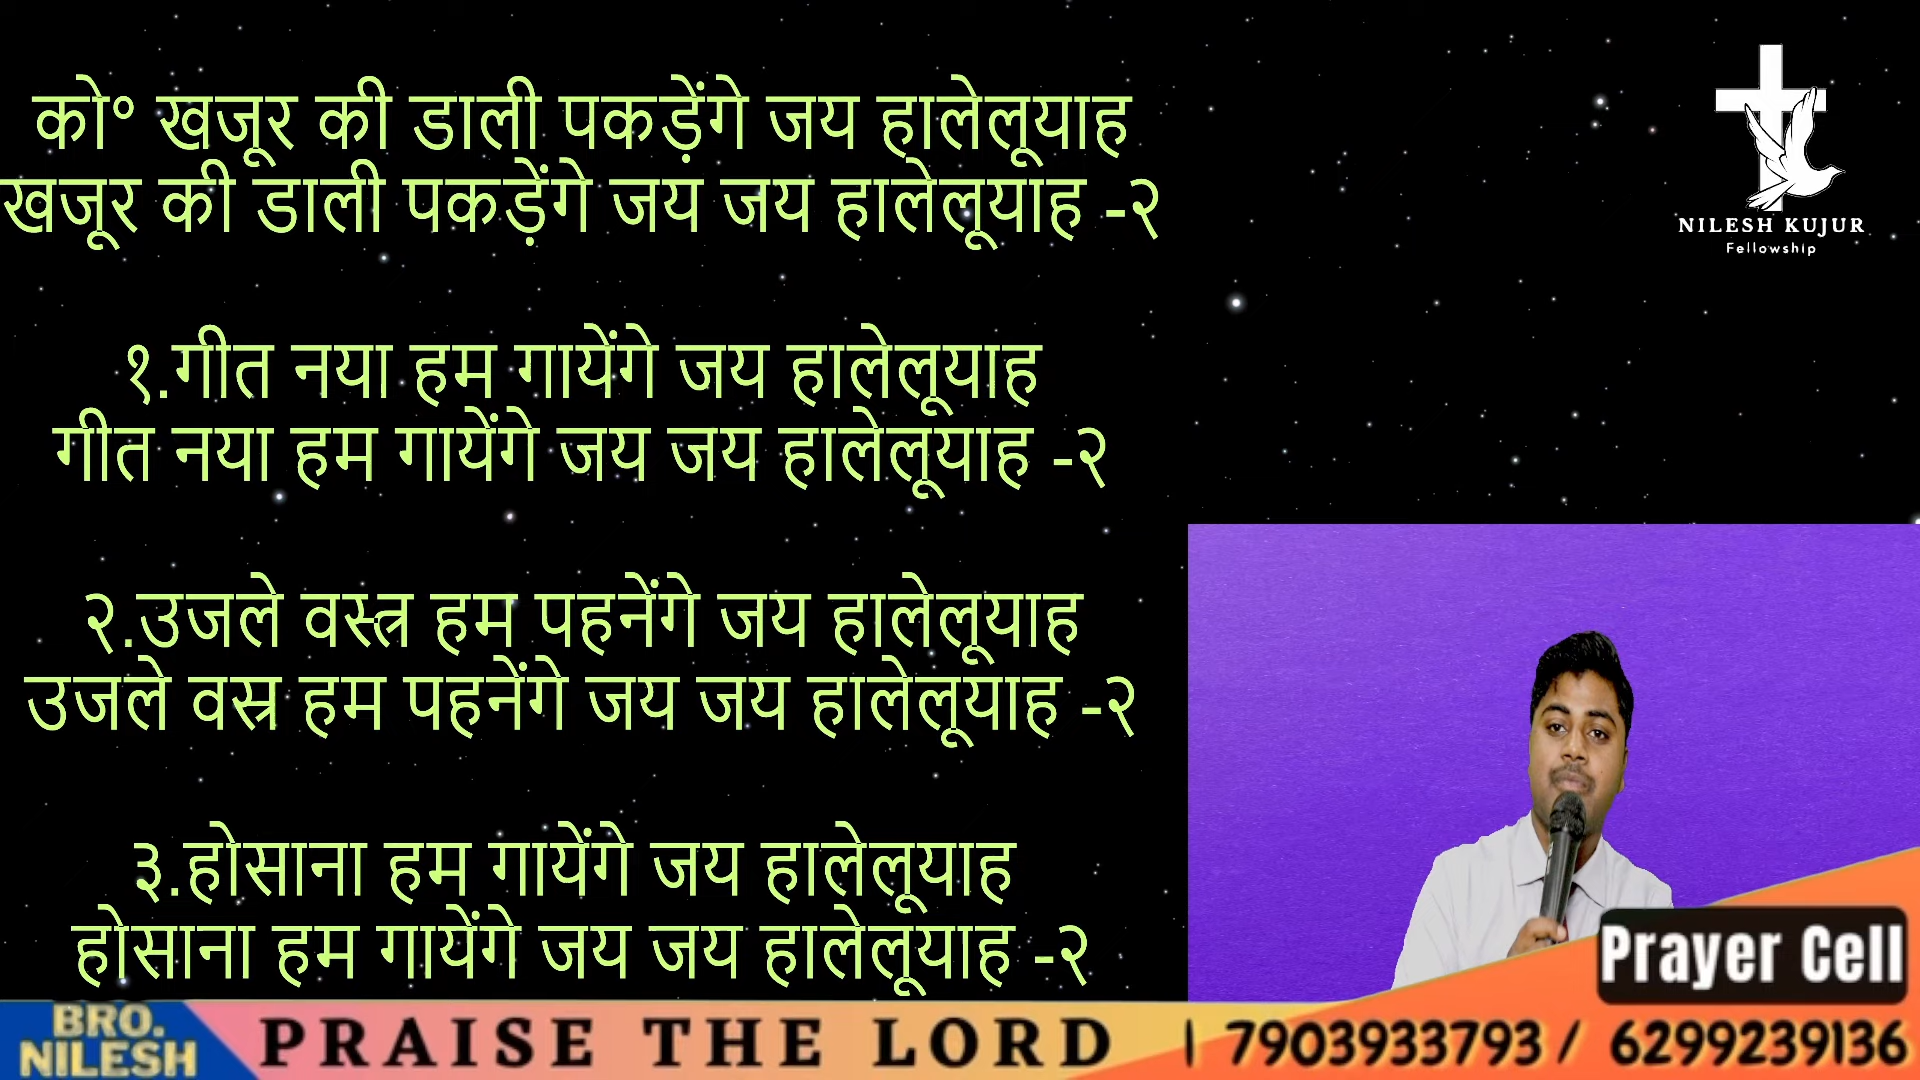 को° खजूर की डाली पकड़ेंगे जय हालेलूयाह
खजूर की डाली पकड़ेंगे जय जय हालेलूयाह -२
१.गीत नया हम गायेंगे जय हालेलूयाह
गीत नया हम गायेंगे जय जय हालेलूयाह -२
२.उजले वस्त्र हम पहनेंगे जय हालेलूयाह
उजले वस्र हम पहनेंगे जय जय हालेलूयाह -२
३.होसाना हम गायेंगे जय हालेलूयाह
होसाना हम गायेंगे जय जय हालेलूयाह -२
NILESH KUJUR
Fellowship
Prayer Cell
BRO.
NILESH
PRAISE THE LORD | 7903933793 / 6299239136